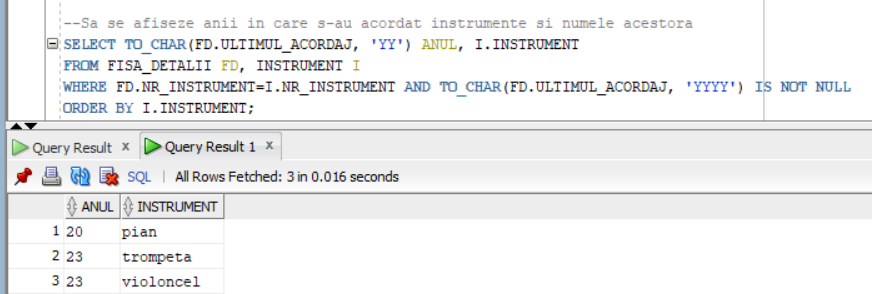 --Sa se afiseze anii in care s-au acordat instrumente si numele acestora
SELECT TO_CHAR(FD.ULTIMUL_ACORDAJ, 'YY') ANUL, I.INSTRUMENT
FROM FISA_DETALII FD, INSTRUMENT I
WHERE FD.NR_INSTRUMENT=I.NR_INSTRUMENT AND TO_CHAR(FD.ULTIMUL_ACORDAJ, 'YYYY') IS NOT NULL
ORDER BY I.INSTRUMENT;
Query Result x Query Result 1 x
SQL | All Rows Fetched: 3 in 0.016 seconds
ANUL INSTRUMENT
1 20 pian
2 23 trompeta
3 23 violoncel